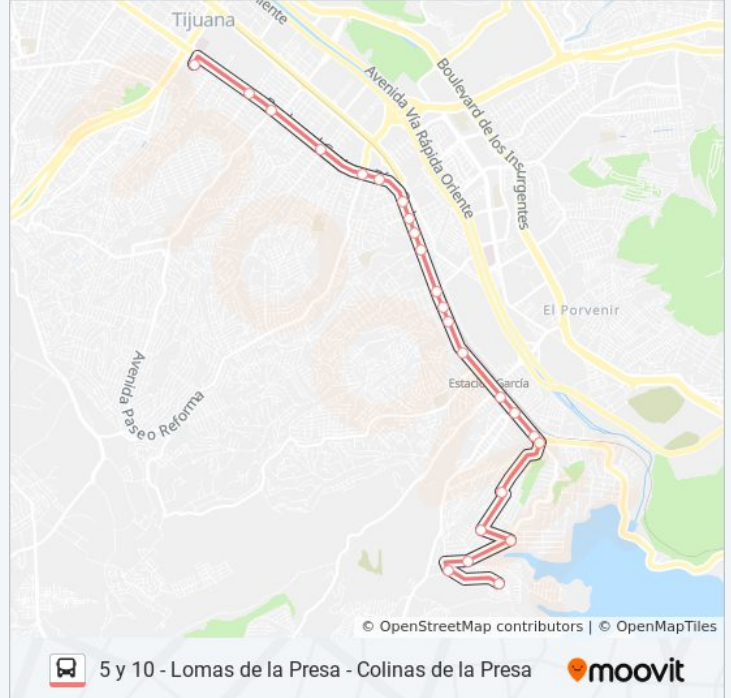 Tijuana
iente
Avenida Vía Rápida Oriente
Boulevard de los Insurgentes
El Porvenir
García
Avenida Paseo Reforma
© OpenStreetMap contributors | © OpenMapTiles
5 y 10 - Lomas de la Presa - Colinas de la Presa
moovit